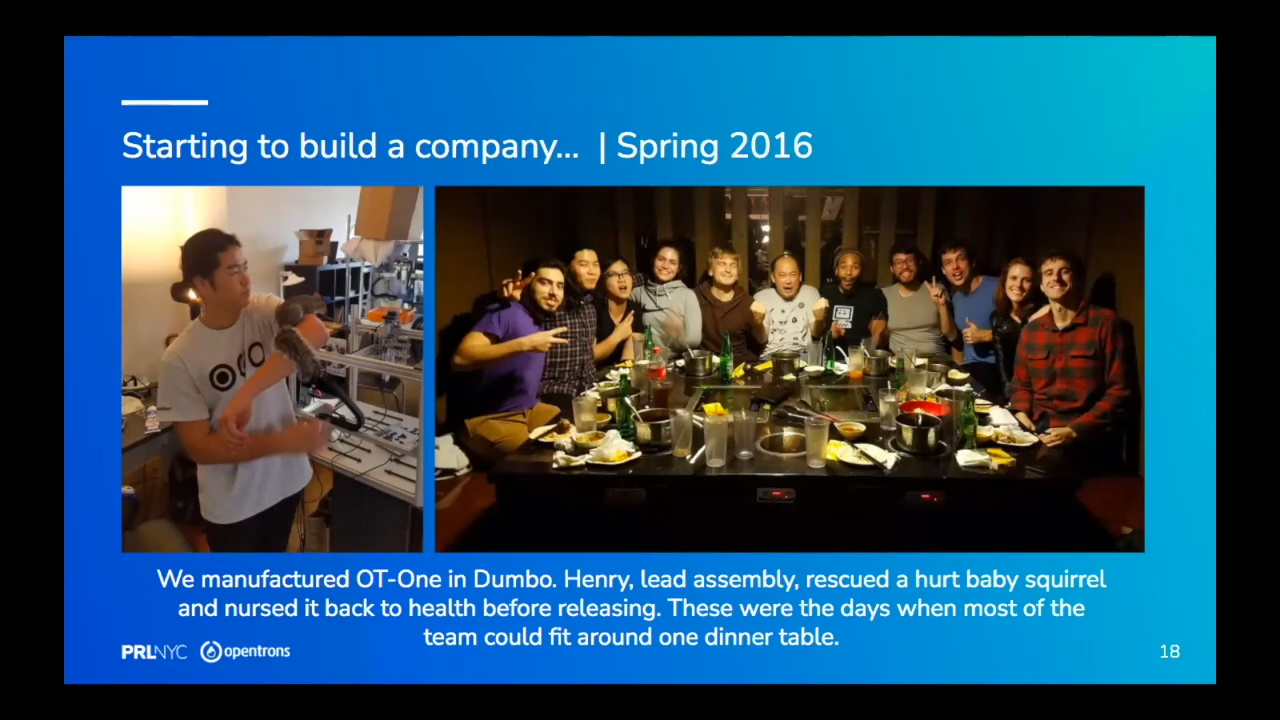 Starting to build a company... | Spring 2016
We manufactured OT-One in Dumbo. Henry, lead assembly, rescued a hurt baby squirrel
and nursed it back to health before releasing. These were the days when most of the
team could fit around one dinner table.
PRLNYC opentrons
18